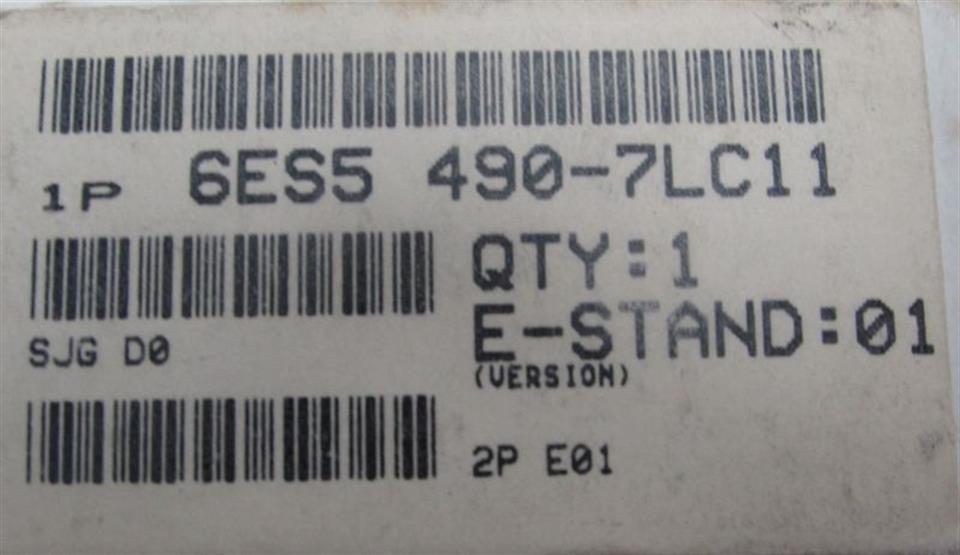 1P 6ES5 490-7LC11
QTY:1
E-STAND:01
(VERSION)
SJG D0
2P E01